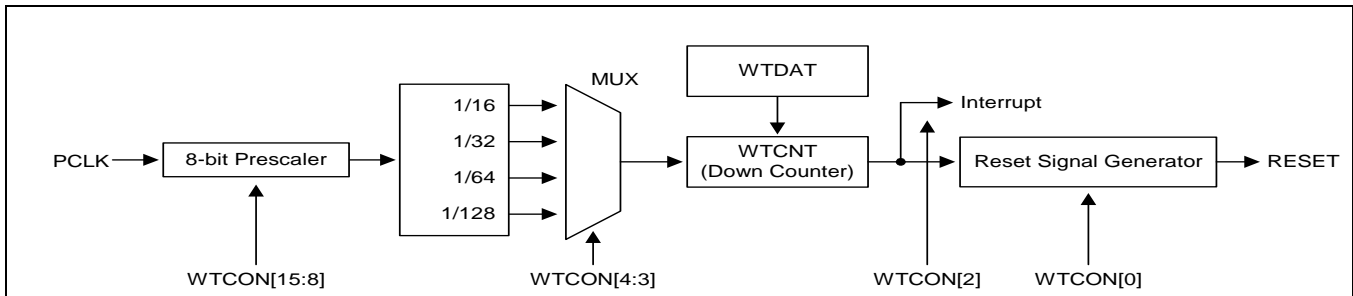 MUX
WTDAT
1/16
1/32
1/64
1/128
PCLK
8-bit Prescaler
WTCNT
(Down Counter)
Interrupt
Reset Signal Generator
RESET
WTCON[15:8]
WTCON[4:3]
WTCON[2]
WTCON[0]